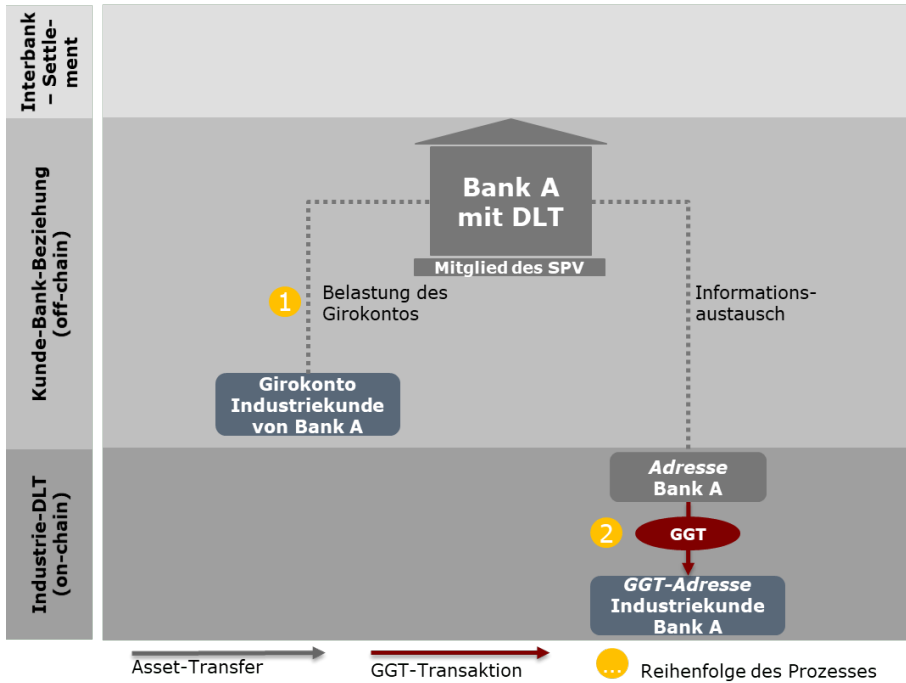 Interbank
– Settle-
ment
Kunde-Bank-Beziehung
(off-chain)
Industrie-DLT
(on-chain)
Bank A
mit DLT
Mitglied des SPV
1
Belastung des
Girokontos
Informations-
austausch
Girokonto
Industriekunde
von Bank A
Adresse
Bank A
2
GGT
GGT-Adresse
Industriekunde
Bank A
Asset-Transfer
GGT-Transaktion
...
Reihenfolge des Prozesses